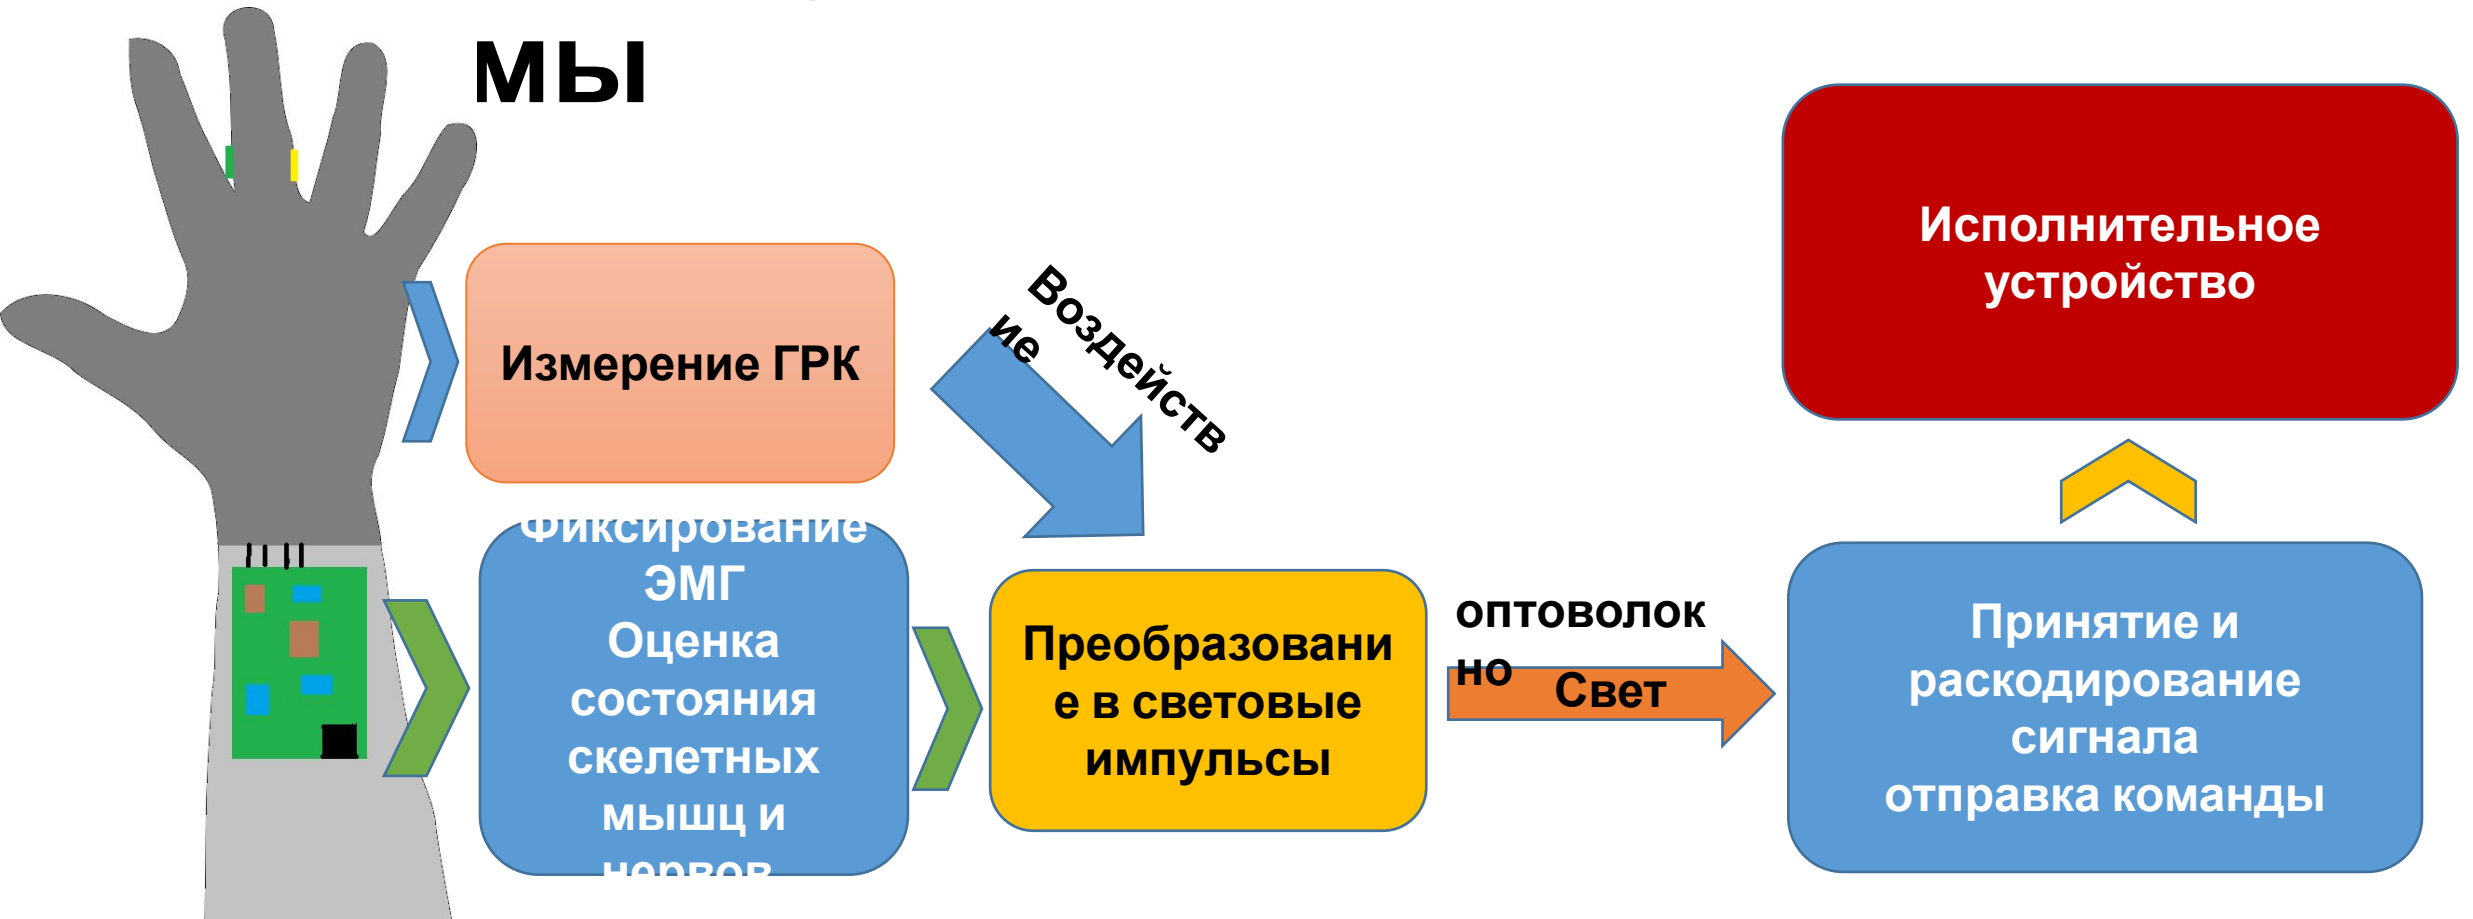 мы
Измерение ГРК
Воздейств
ие
Фиксирование
ЭМГ
Оценка
состояния
скелетных
мышц и
нервов
Преобразовани
е в световые
импульсы
оптоволок
но
Свет
Исполнительное
устройство
Принятие и
раскодирование
сигнала
отправка команды